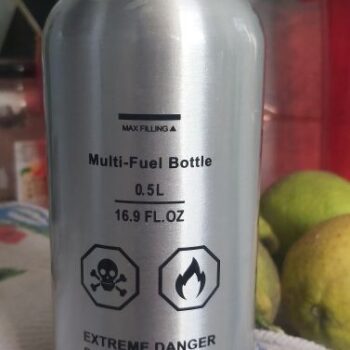 MAX FILLING ▲
Multi-Fuel Bottle
0.5L
16.9 FL.OZ
EXTREME DANGER